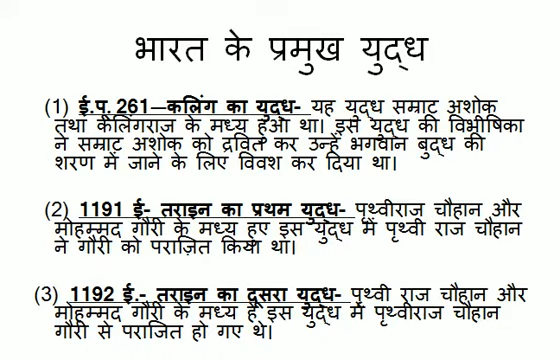 भारत के प्रमुख युद्ध
(1) ई.पू. 261—कलिंग का युद्ध- यह युद्ध सम्राट अशोक
तथा कलिंगराज के मध्य हुआ था। इस युद्ध की विभीषिका
ने सम्राट अशोक को द्रवित कर उन्हें भगवान बुद्ध की
शरण में जाने के लिए विवश कर दिया था।
(2) 1191 ई- तराइन का प्रथम युद्ध- पृथ्वीराज चौहान और
मोहम्मद गौरी के मध्य हुए इस युद्ध में पृथ्वी राज चौहान
ने गौरी को पराज़ित किया था।
(3) 1192 ई.- तराइन का दूसरा युद्ध- पृथ्वी राज चौहान और
मोहम्मद गौरी के मध्य हुए इस युद्ध में पृथ्वीराज चौहान
गौरी से पराजित हो गए थे।